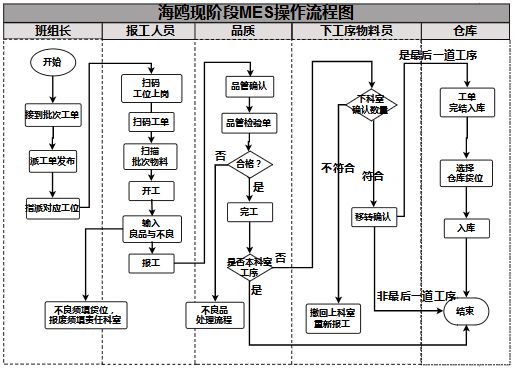 海鸥现阶段MES操作流程图
班组长
报工人员
品质
下工序物料员
仓库
开始
接到批次工单
派工单发布
指派对应工位
扫码
工位上岗
扫码工单
扫描
批次物料
开工
输入
良品与不良
报工
不良须填货位，
报废须填责任科室
品管确认
品管检验单
合格？
否
是
完工
是否本科室
工序
否
是
不良品
处理流程
下科室
确认数量
不符合
符合
移转确认
撤回上科室
重新报工
是最后一道工序
非最后一道工序
工单
完结入库
选择
仓库货位
入库
结束